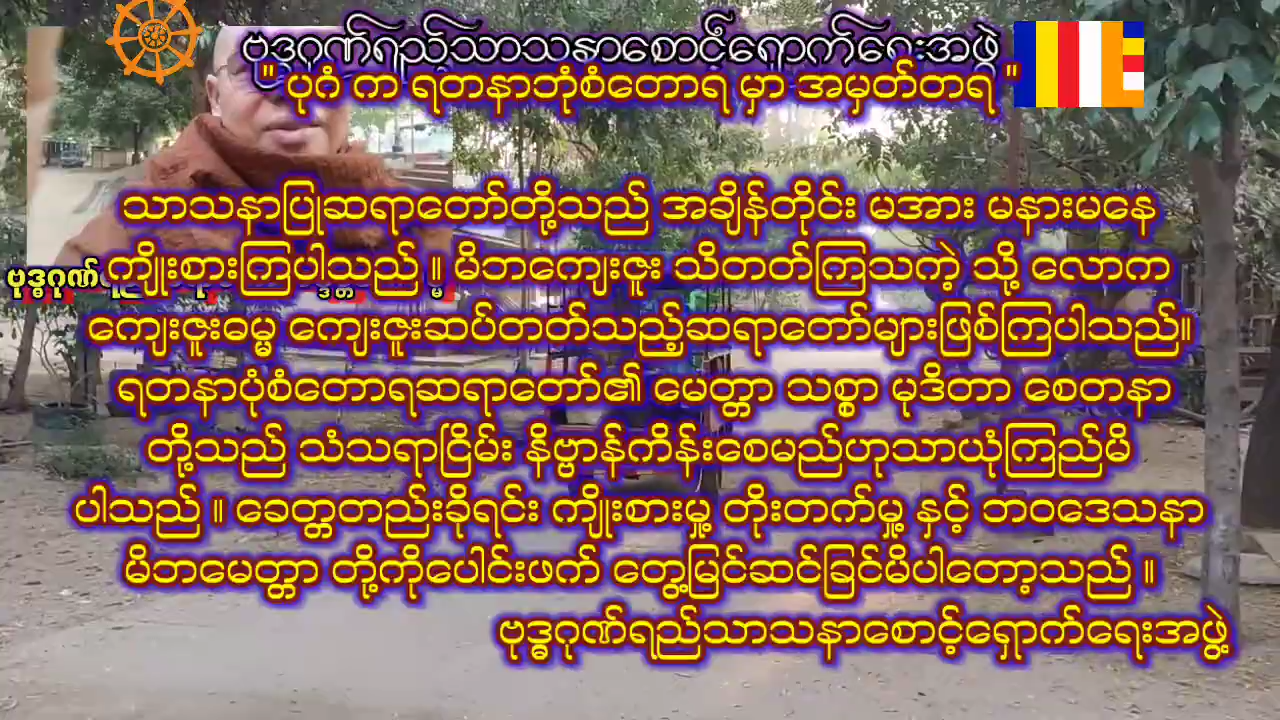 ဗုဒ္ဓဂုဏ်ရည်သာသနာစောင့်ရှောက်ရေးအဖွဲ့
" ပုဂံ က ရတနာဘုံစံတောရ မှာ အမှတ်တရ "
သာသနာပြုဆရာတော်တို့သည် အချိန်တိုင်း မအား မနားမနေ
ကျိုးစားကြပါသည် ။ မိဘကျေးဇူး သိတတ်ကြသကဲ့ သို့ လောက
ကျေးဇူးဓမ္မ ကျေးဇူးဆပ်တတ်သည့်ဆရာတော်များဖြစ်ကြပါသည်။
ရတနာပုံစံတောရဆရာတော်၏ မေတ္တာ သစ္စာ မုဒိတာ စေတနာ
တို့သည် သံသရာငြိမ်း နိဗ္ဗာန်ကိန်းစေမည်ဟုသာယုံကြည်မိ
ပါသည် ။ ခေတ္တတည်းခိုရင်း ကျိုးစားမှု့ တိုးတက်မှု့ နှင့် ဘဝဒေသနာ
မိဘမေတ္တာ တို့ကိုပေါင်းဖက် တွေ့မြင်ဆင်ခြင်မိပါတော့သည် ။
ဗုဒ္ဓဂုဏ်ရည်သာသနာစောင့်ရှောက်ရေးအဖွဲ့
ဗုဒ္ဓဂုဏ်